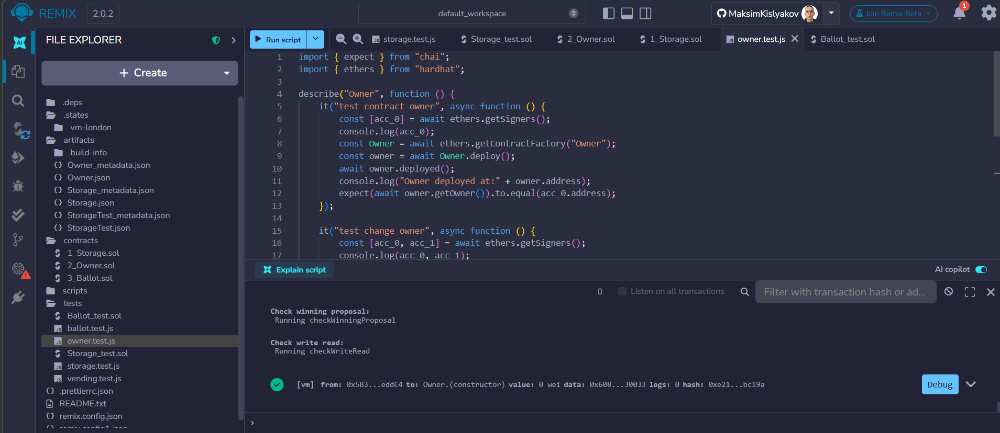 REMIX 2.0.2 default_workspace MaksimKislyakov Join Remix Beta × 1
AI
FILE EXPLORER
+ Create
.deps
.states
vm-london
artifacts
build-info
{} Owner_metadata.json
{} Owner.json
{} Storage_metadata.json
{} Storage.json
{} StorageTest_metadata.json
{} StorageTest.json
contracts
1_Storage.sol
2_Owner.sol
3_Ballot.sol
scripts
tests
Ballot_test.sol
JS ballot.test.js
JS owner.test.js
Storage_test.sol
JS storage.test.js
JS vending.test.js
{} .prettierrc.json
README.txt
{} remix.config.json
{} remix.config1.json
Run script JS storage.test.js Storage_test.sol 2_Owner.sol 1_Storage.sol JS owner.test.js Ballot_test.sol
1 import { expect } from "chai";
2 import { ethers } from "hardhat";
3
4 describe("Owner", function () {
5 it("test contract owner", async function () {
6 const [acc_0] = await ethers.getSigners();
7 console.log(acc_0);
8 const Owner = await ethers.getContractFactory("Owner");
9 const owner = await Owner.deploy();
10 await owner.deployed();
11 console.log("Owner deployed at:" + owner.address);
12 expect(await owner.getOwner()).to.equal(acc_0.address);
13 });
14
15 it("test change owner", async function () {
16 const [acc_0, acc_1] = await ethers.getSigners();
17 console.log(acc_0, acc_1);
Explain script AI copilot
0 Listen on all transactions Filter with transaction hash or ad...
Check winning proposal:
Running checkWinningProposal
Check write read:
Running checkWriteRead
[vm] from: 0x5B3...eddC4 to: Owner.(constructor) value: 0 wei data: 0x608...30033 logs: 0 hash: 0xe21...bc19a Debug
>